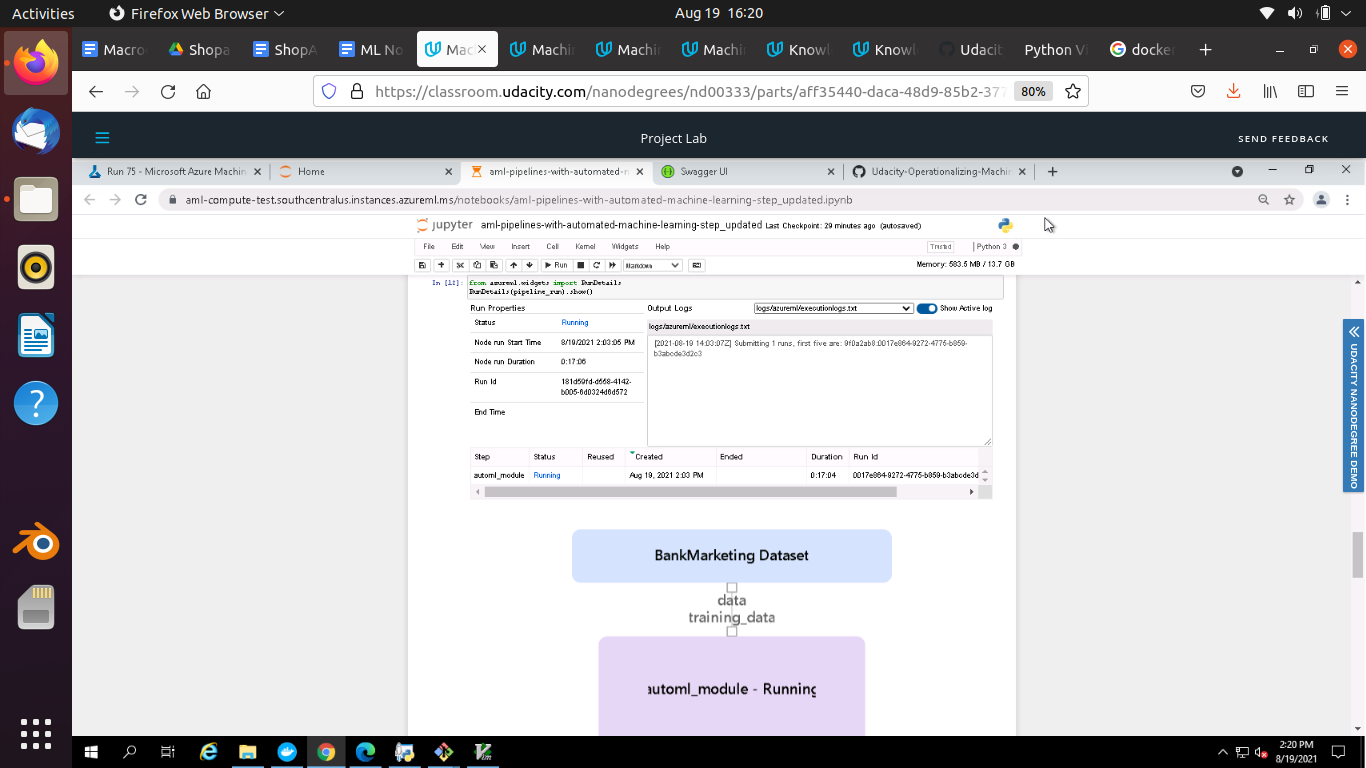 Activities
Firefox Web Browser
Aug 19 16:20
Macro
Shopa
ShopA
ML No
Mac
Machin
Machin
Machin
Knowl
Knowl
Udacit
Python Vi
docke
https://classroom.udacity.com/nanodegrees/nd00333/parts/aff35440-daca-48d9-85b2-377
80%
Project Lab
SEND FEEDBACK
Run 75 - Microsoft Azure Machin
Home
aml-pipelines-with-automated-m
Swagger UI
Udacity-Operationalizing-Machin
aml-compute-test.southcentralus.instances.azureml.ms/notebooks/aml-pipelines-with-automated-machine-learning-step_updated.ipynb
jupyter aml-pipelines-with-automated-machine-learning-step_updated Last Checkpoint: 29 minutes ago (autosaved)
File Edit View Insert Cell Kernel Widgets Help
Trusted
Python 3
Run
Markdown
Memory: 583.5 MB / 13.7 GB
In [11]: from azureml.widgets import RunDetails
RunDetails(pipeline_run).show()
Run Properties
Status Running
Node run Start Time 8/19/2021 2:03:05 PM
Node run Duration 0:17:06
Run Id
End Time
Output Logs
logs/azureml/executionlogs.txt
Show Active log
logs/azureml/executionlogs.txt
[2021-08-19 14:03:07Z] Submitting 1 runs, first five are: 9f0a2ab8:0017e864-9272-4775-b859-
b3abcde3d2c3
Step Status Reused Created Ended Duration Run Id
automl_module Running Aug 19, 2021 2:03 PM 0:17:04 0017e864-9272-4775-b859-b3abcde3d
BankMarketing Dataset
data
training_data
automl_module - Running
UDACITY NANODEGREE DEMO
2:20 PM
8/19/2021